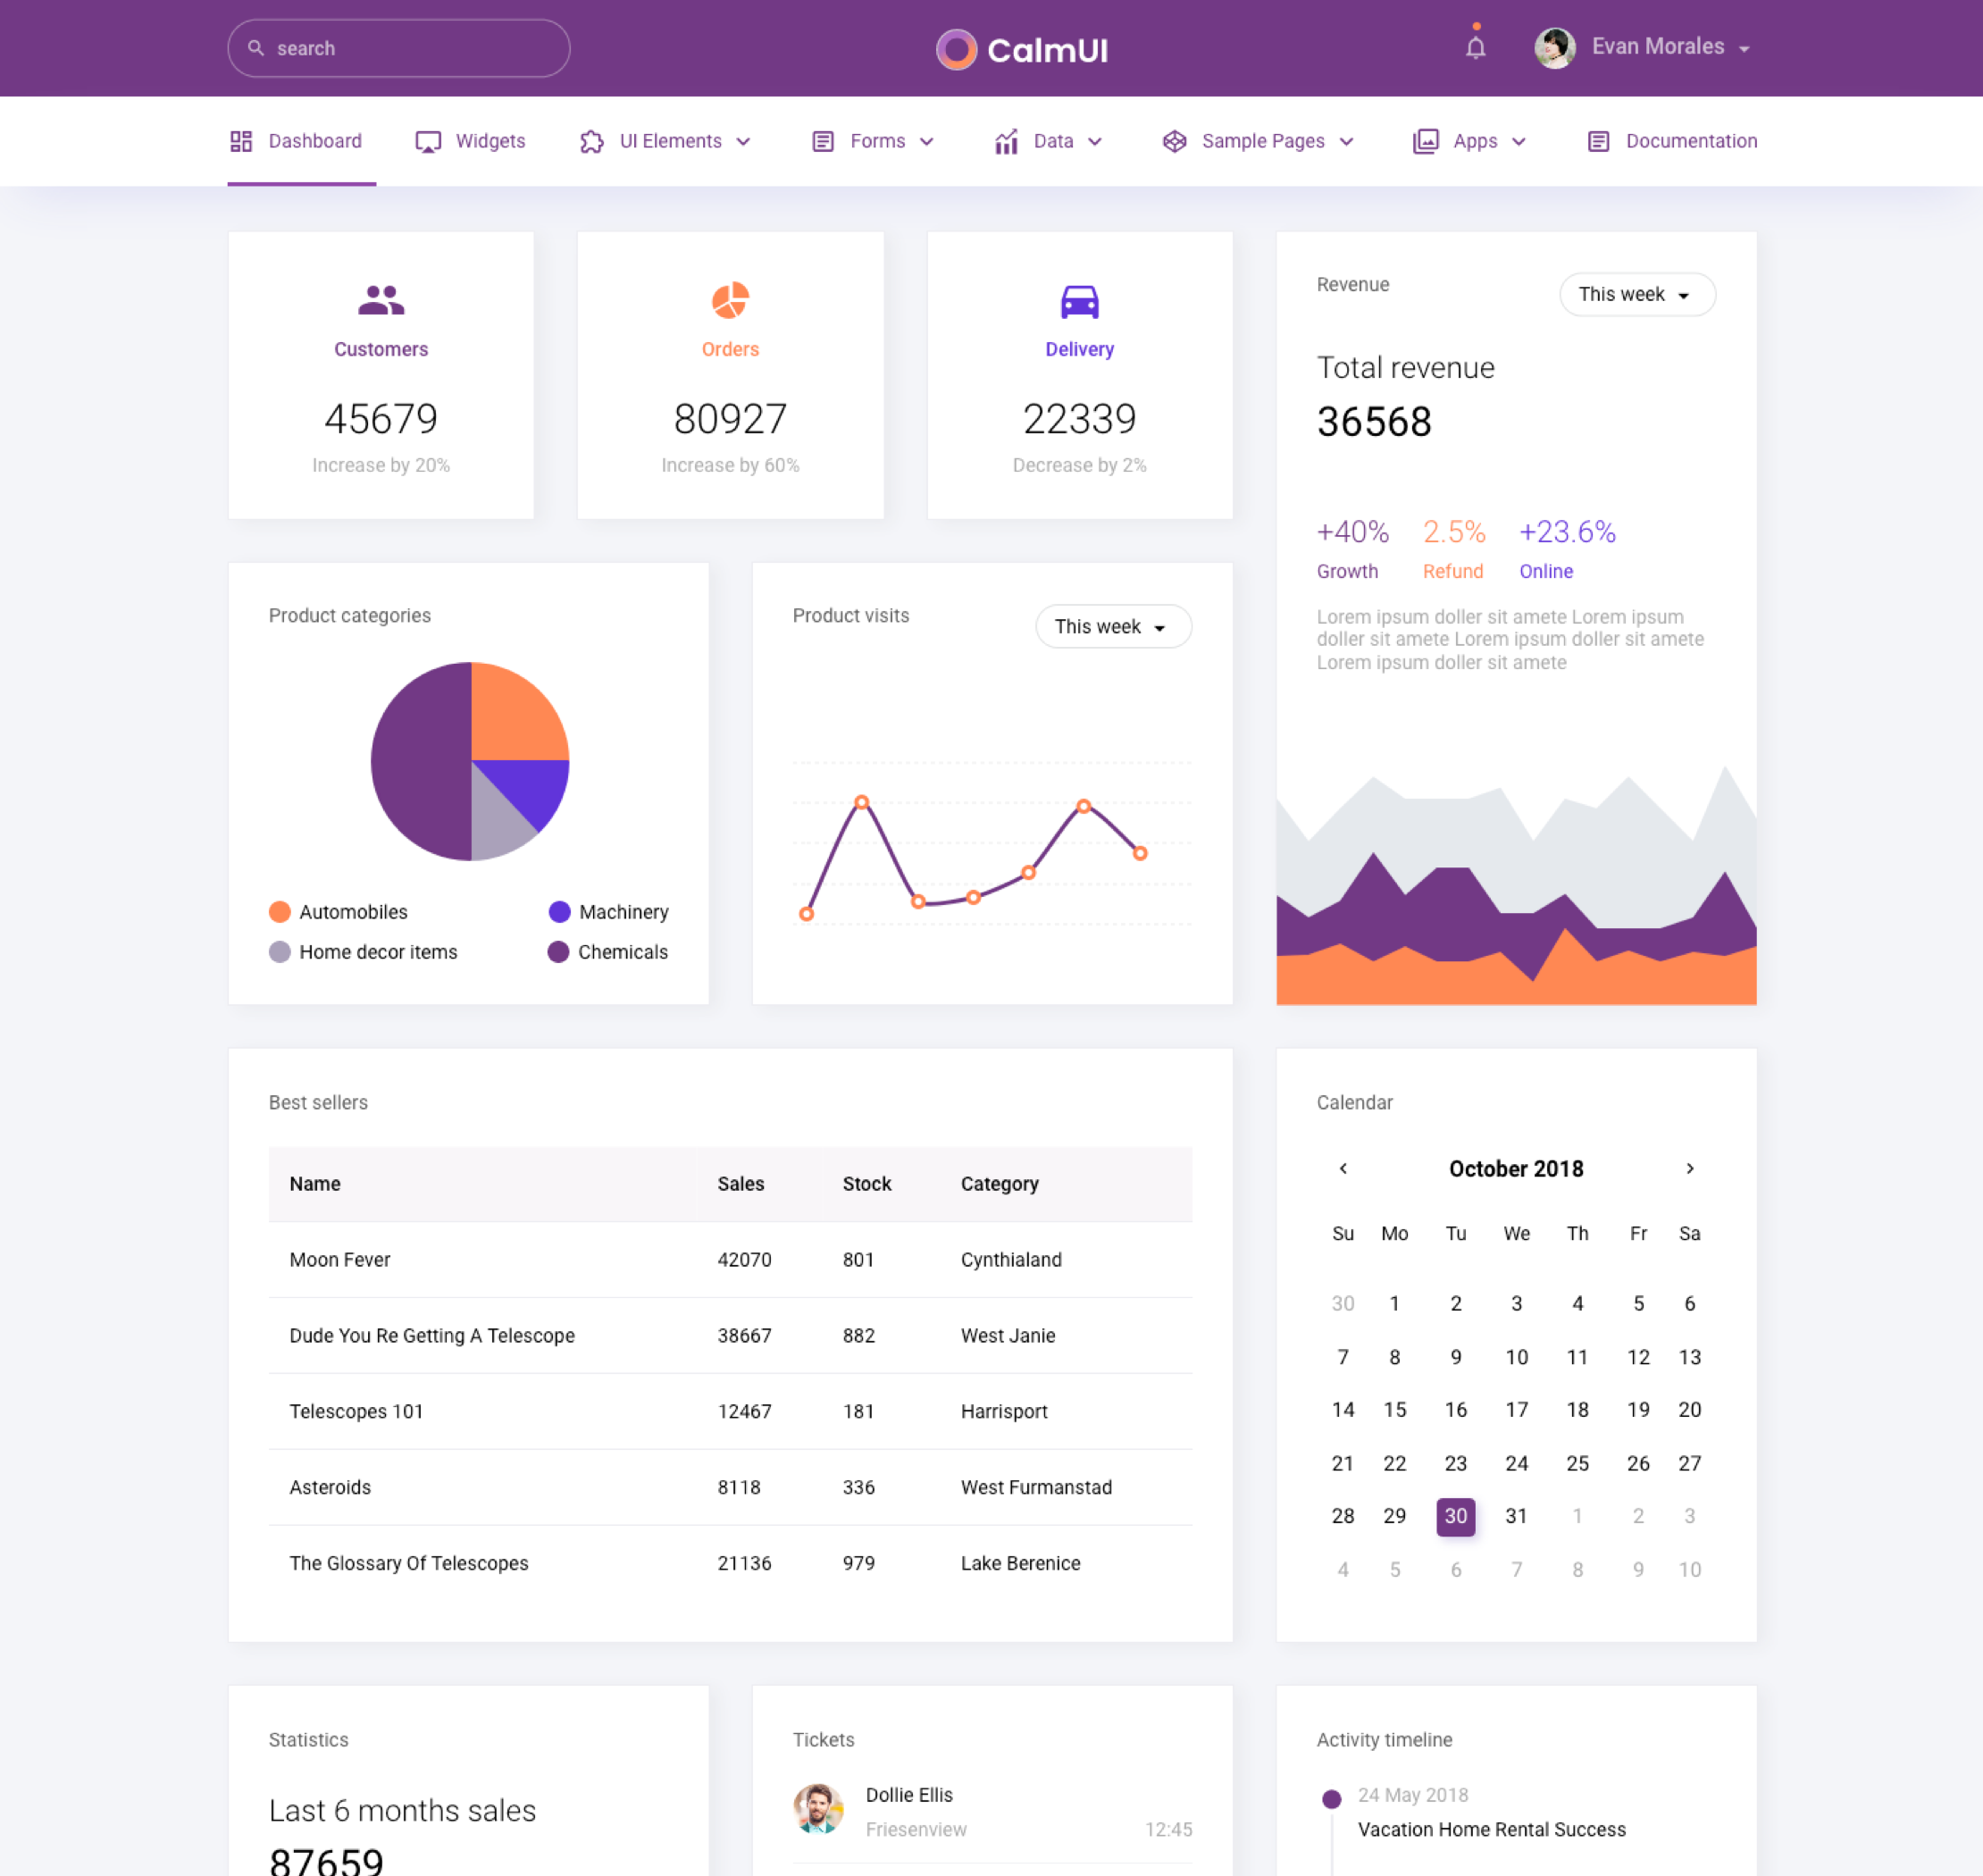 search
CalmUI
Evan Morales
Dashboard
Widgets
UI Elements
Forms
Data
Sample Pages
Apps
Documentation
Customers
45679
Increase by 20%
Orders
80927
Increase by 60%
Delivery
22339
Decrease by 2%
Revenue
This week
Total revenue
36568
+40% 2.5% +23.6%
Growth Refund Online
Lorem ipsum doller sit amete Lorem ipsum
doller sit amete Lorem ipsum doller sit amete
Lorem ipsum doller sit amete
Product categories
Automobiles
Machinery
Home decor items
Chemicals
Product visits
This week
Best sellers
Name Sales Stock Category
Moon Fever 42070 801 Cynthialand
Dude You Re Getting A Telescope 38667 882 West Janie
Telescopes 101 12467 181 Harrisport
Asteroids 8118 336 West Furmanstad
The Glossary Of Telescopes 21136 979 Lake Berenice
Calendar
October 2018
Su Mo Tu We Th Fr Sa
30 1 2 3 4 5 6
7 8 9 10 11 12 13
14 15 16 17 18 19 20
21 22 23 24 25 26 27
28 29 30 31 1 2 3
4 5 6 7 8 9 10
Statistics
Last 6 months sales
87659
Tickets
Dollie Ellis
Friesenview 12:45
Activity timeline
24 May 2018
Vacation Home Rental Success